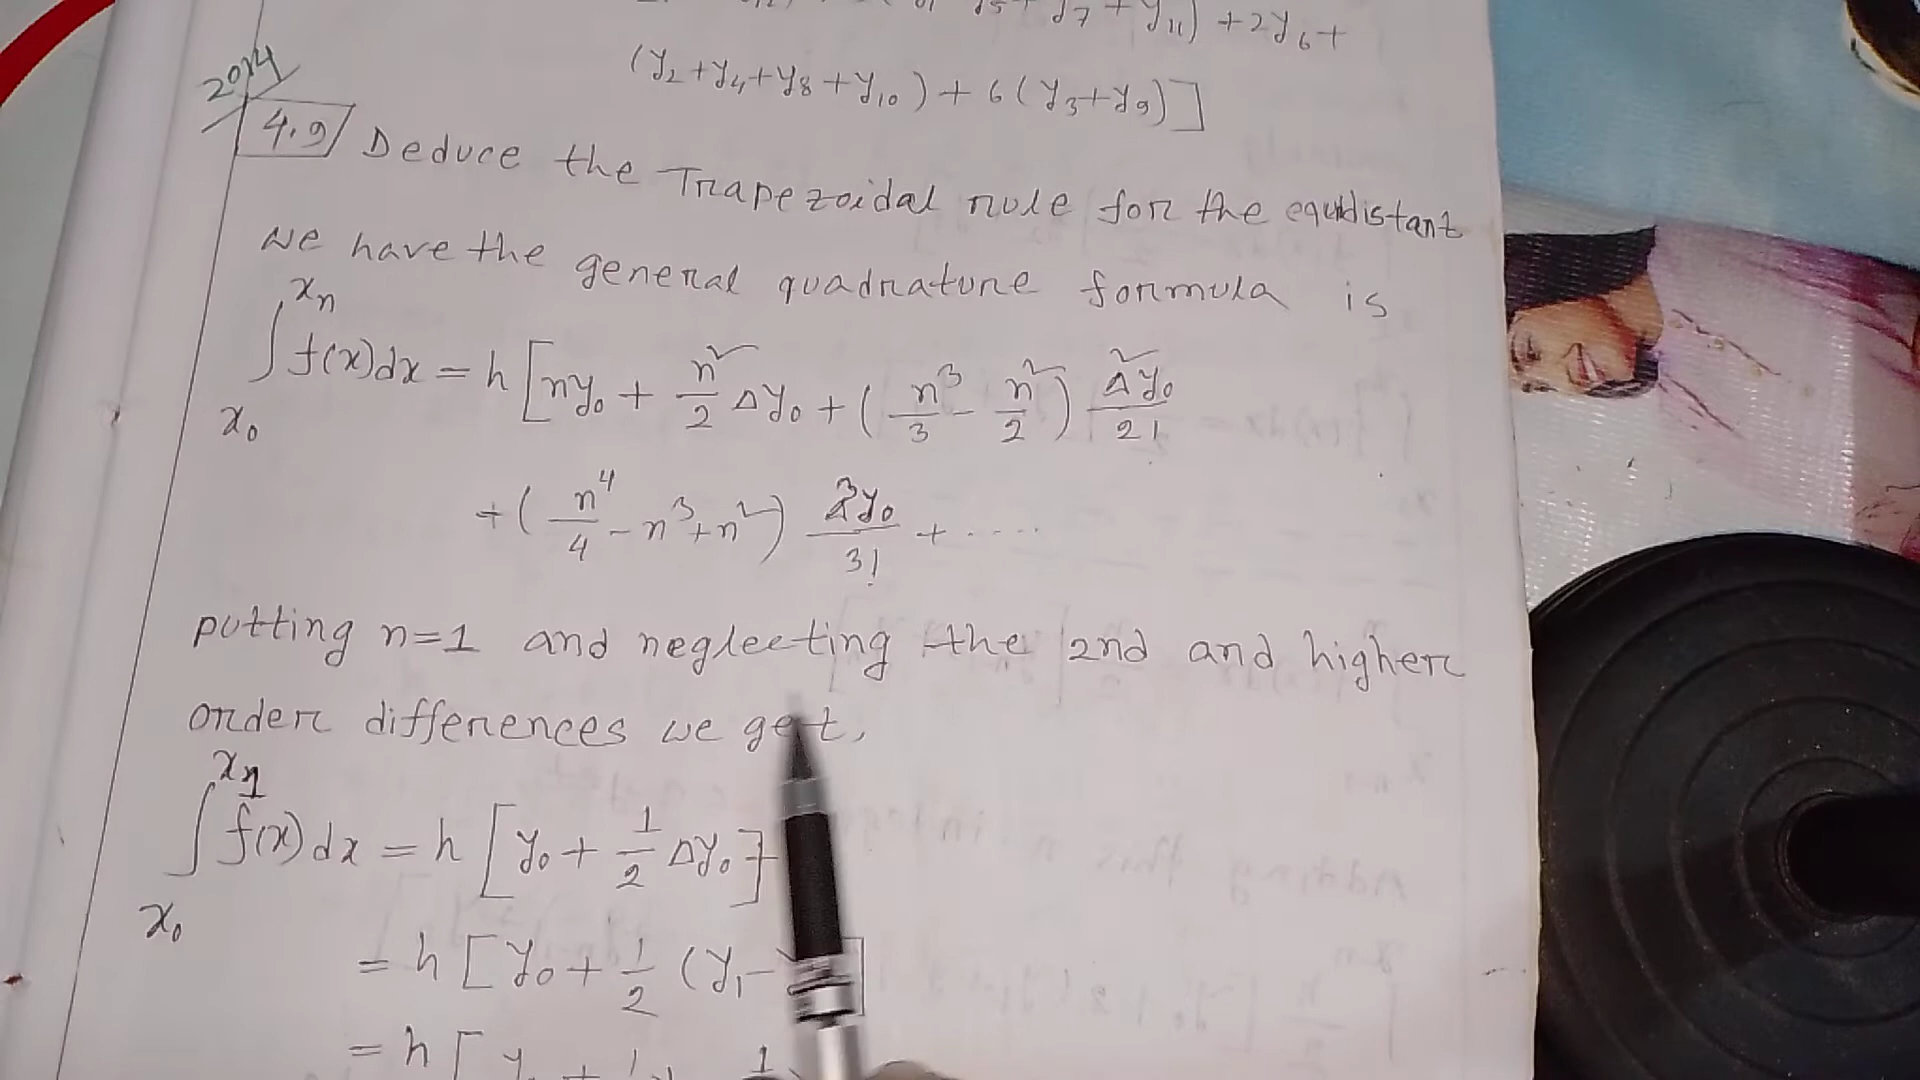 y₇ + y₁₁) + 2y₆ +
(y₂+y₄+y₈+y₁₀) + 6(y₃+y₉)]
2014
4.9 Deduce the Trapezoidal rule for the equidistant
we have the general quadrature formula is
∫_{x₀}^{xₙ} f(x)dx = h [ny₀ + n²/2 Δy₀ + (n³/3 - n²/2) Δ²y₀/2!
+ (n⁴/4 - n³ + n²) Δ³y₀/3! + ....
putting n=1 and neglecting the 2nd and higher
order differences we get,
∫_{x₀}^{x₁} f(x)dx = h [y₀ + 1/2 Δy₀]
= h [y₀ + 1/2 (y₁ -
= h [